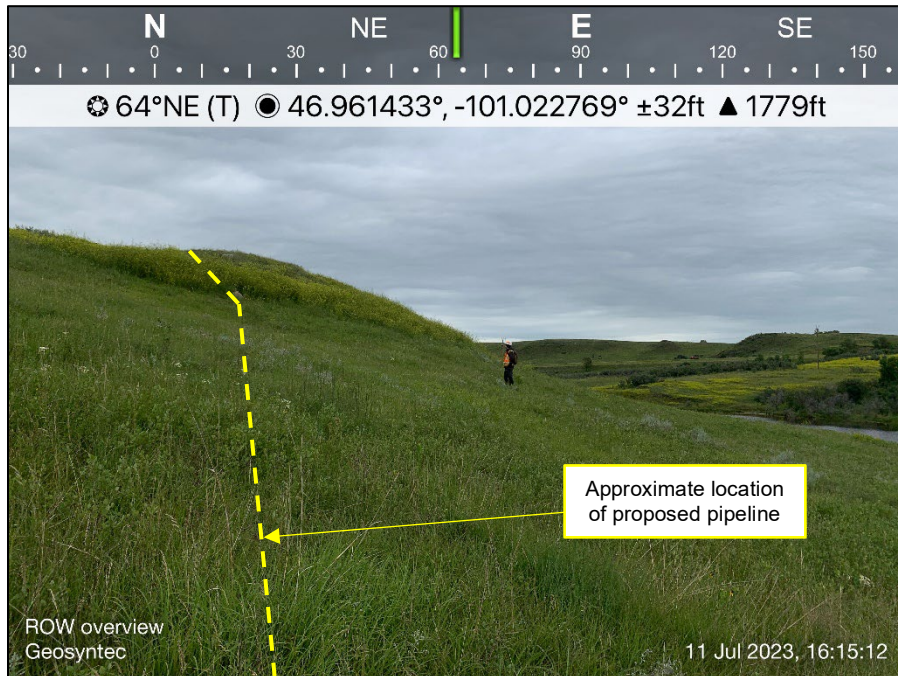 N NE E SE
30 0 30 60 90 120 150
64°NE (T) 46.961433°, -101.022769° ±32ft ▲ 1779ft
Approximate location
of proposed pipeline
ROW overview
Geosyntec
11 Jul 2023, 16:15:12